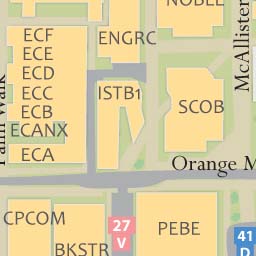 NOBLE
ECF
ENGRC
ECE
ECD
ECC
ISTB1
ECB
SCOB
ECANX
ECA
Orange M
CPCOM
BKSTR
27
V
PEBE
41
D
McAllister
Palm Walk